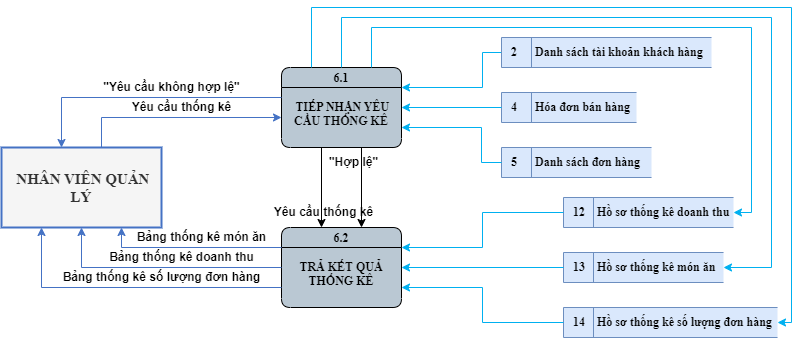 2 Danh sách tài khoản khách hàng
6.1
"Yêu cầu không hợp lệ"
TIẾP NHẬN YÊU
CẦU THỐNG KÊ
4 Hóa đơn bán hàng
Yêu cầu thống kê
5 Danh sách đơn hàng
"Hợp lệ"
NHÂN VIÊN QUẢN
LÝ
Yêu cầu thống kê
12 Hồ sơ thống kê doanh thu
6.2
Bảng thống kê món ăn
Bảng thống kê doanh thu
TRẢ KẾT QUẢ
THỐNG KÊ
13 Hồ sơ thống kê món ăn
Bảng thống kê số lượng đơn hàng
14 Hồ sơ thống kê số lượng đơn hàng